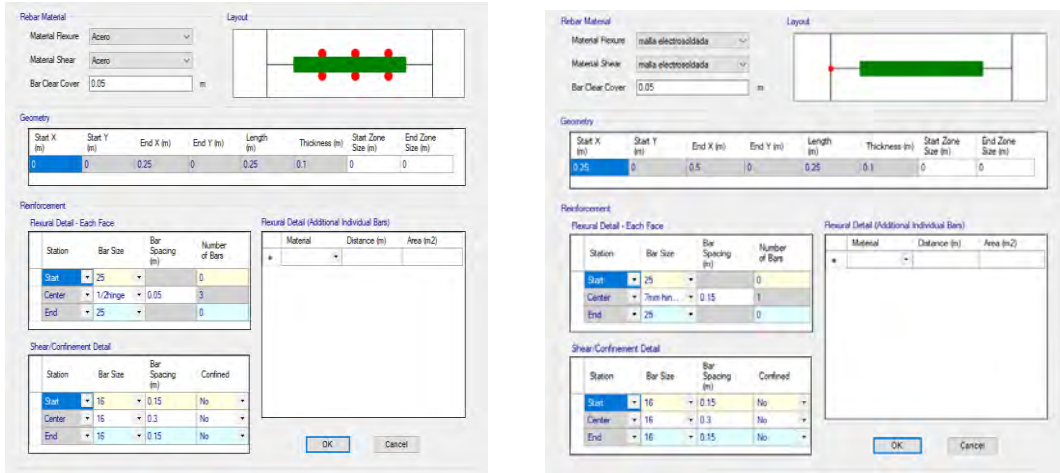 Rebar Material
Layout
Material Flexure Acero
Material Shear Acero
Bar Clear Cover 0.05 m
Geometry
Start X (m) Start Y (m) End X (m) End Y (m) Length (m) Thickness (m) Start Zone Size (m) End Zone Size (m)
0 0 0.25 0 0.25 0.1 0 0
Reinforcement
Flexural Detail - Each Face
Station Bar Size Bar Spacing (m) Number of Bars
Start 25 0
Center 1/2hinge 0.05 3
End 25 0
Flexural Detail (Additional Individual Bars)
Material Distance (m) Area (m2)
*
Shear/Confinement Detail
Station Bar Size Bar Spacing (m) Confined
Start 16 0.15 No
Center 16 0.3 No
End 16 0.15 No
OK Cancel
Rebar Material
Layout
Material Flexure malla electrosoldada
Material Shear malla electrosoldada
Bar Clear Cover 0.05 m
Geometry
Start X (m) Start Y (m) End X (m) End Y (m) Length (m) Thickness (m) Start Zone Size (m) End Zone Size (m)
0.25 0 0.5 0 0.25 0.1 0 0
Reinforcement
Flexural Detail - Each Face
Station Bar Size Bar Spacing (m) Number of Bars
Start 25 0
Center 7mm hin... 0.15 1
End 25 0
Flexural Detail (Additional Individual Bars)
Material Distance (m) Area (m2)
*
Shear/Confinement Detail
Station Bar Size Bar Spacing (m) Confined
Start 16 0.15 No
Center 16 0.3 No
End 16 0.15 No
OK Cancel